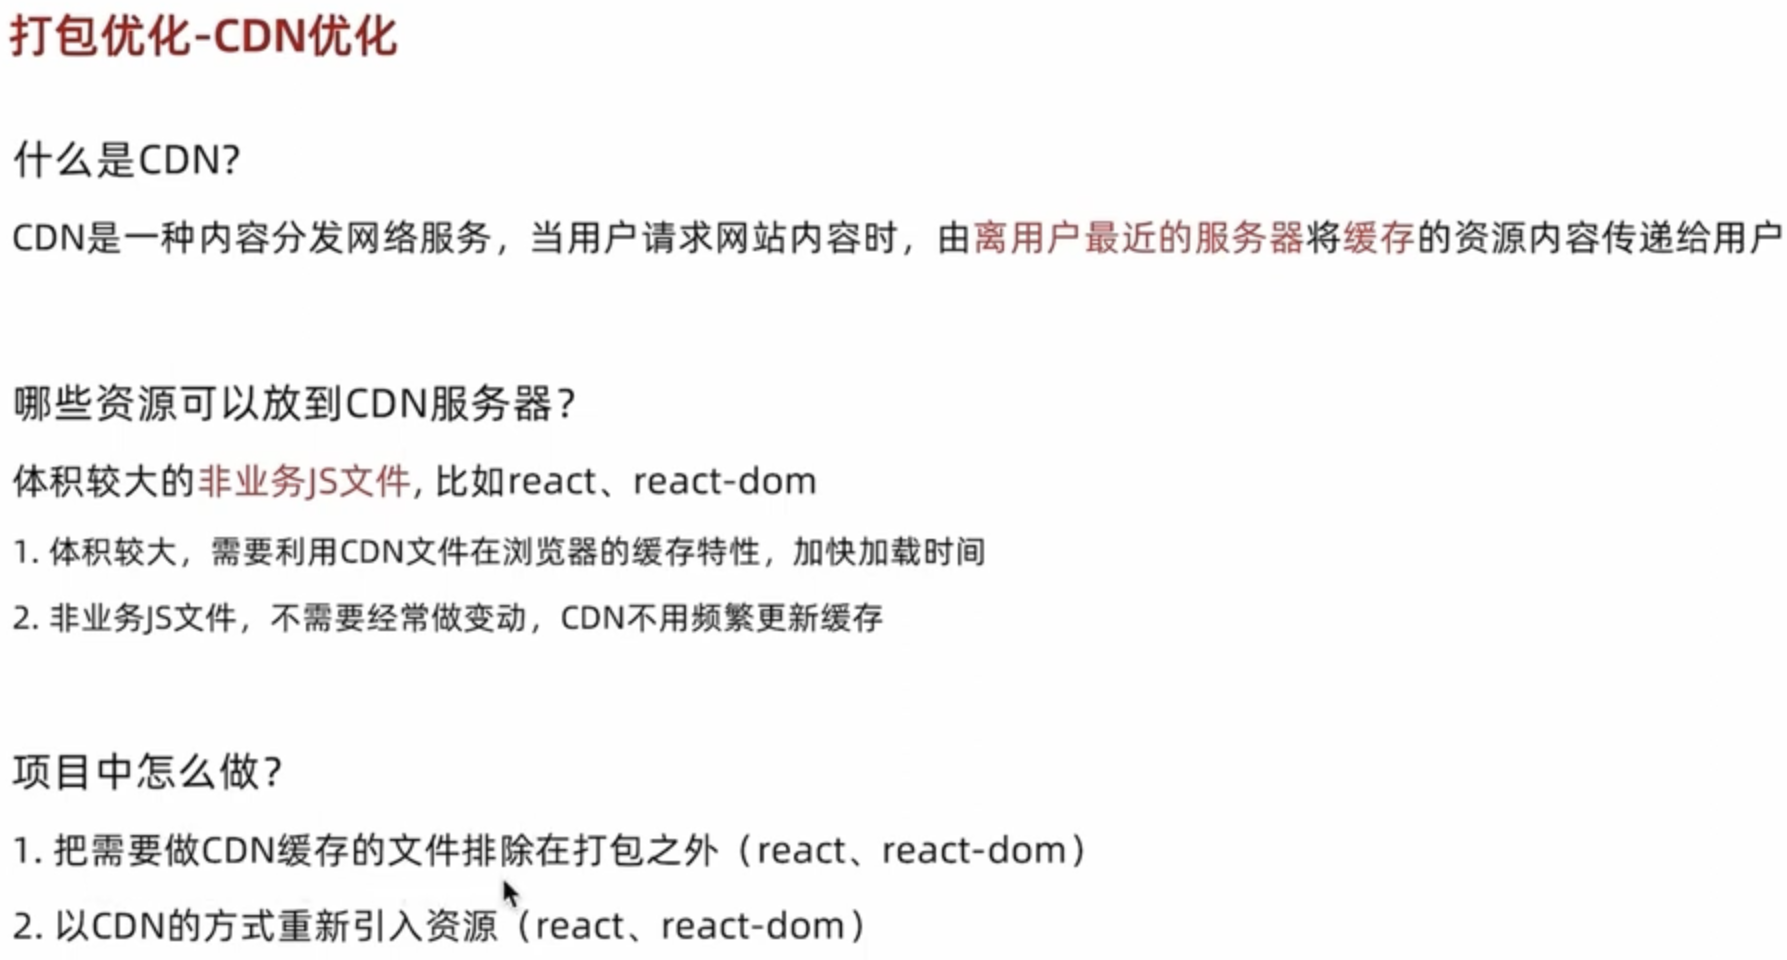 打包优化-CDN优化
什么是CDN?
CDN是一种内容分发网络服务，当用户请求网站内容时，由离用户最近的服务器将缓存的资源内容传递给用户
哪些资源可以放到CDN服务器？
体积较大的非业务JS文件, 比如react、react-dom
1. 体积较大，需要利用CDN文件在浏览器的缓存特性，加快加载时间
2. 非业务JS文件，不需要经常做变动，CDN不用频繁更新缓存
项目中怎么做？
1. 把需要做CDN缓存的文件排除在打包之外（react、react-dom）
2. 以CDN的方式重新引入资源（react、react-dom）